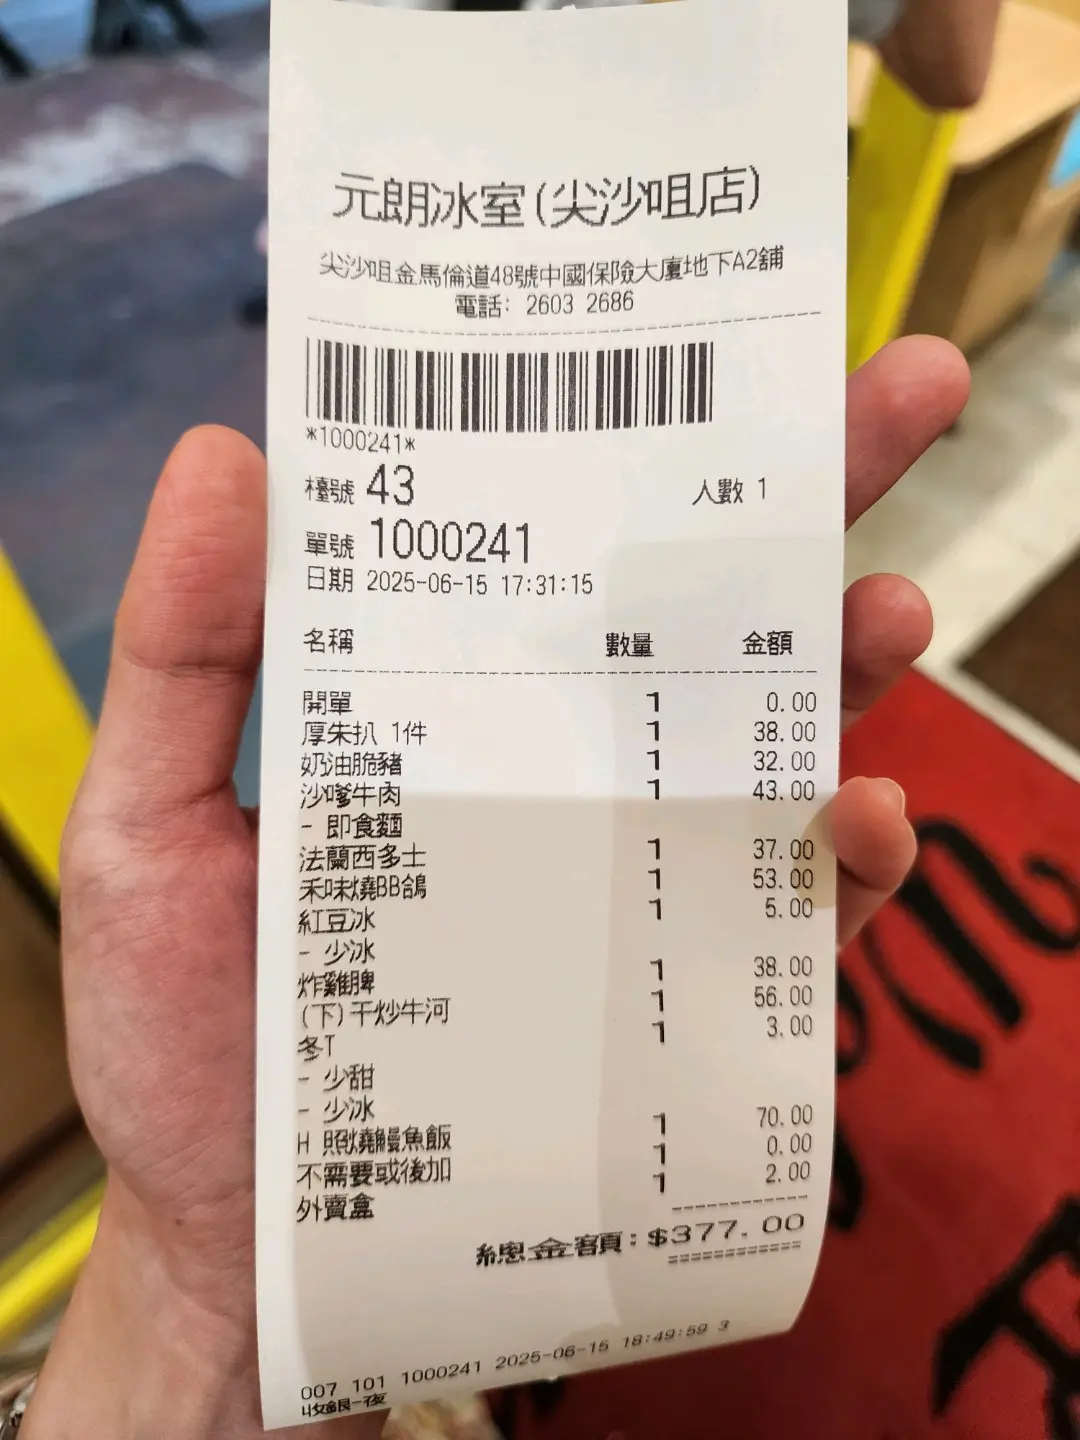 元朗冰室(尖沙咀店)
尖沙咀金馬倫道48號中國保險大廈地下A2舖
電話: 2603 2686
*1000241*
檯號 43 人數 1
單號 1000241
日期 2025-06-15 17:31:15
名稱 數量 金額
開單 1 0.00
厚朱扒 1件 1 38.00
奶油脆豬 1 32.00
沙嗲牛肉 1 43.00
- 即食麵
法蘭西多士 1 37.00
禾味燒BB鴿 1 53.00
紅豆冰 1 5.00
- 少冰
炸雞脾 1 38.00
(下)干炒牛河 1 56.00
冬T 1 3.00
- 少甜
- 少冰
H 照燒鰻魚飯 1 70.00
不需要或後加 1 0.00
外賣盒 1 2.00
總金額:$377.00
007 101 1000241 2025-06-15 18:49:59 3
收銀-夜